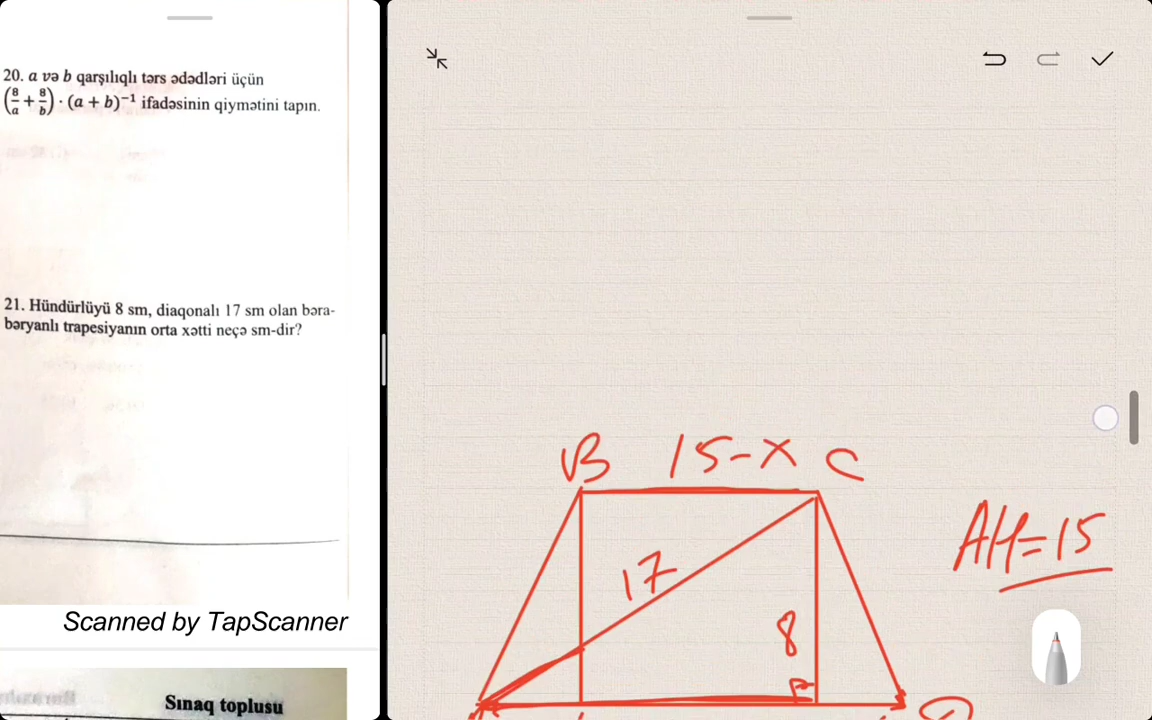 20. a və b qarşılıqlı tərs ədədləri üçün
(8/a + 8/b) · (a + b)⁻¹ ifadəsinin qiymətini tapın.
21. Hündürlüyü 8 sm, diaqonalı 17 sm olan bəra-
bəryanlı trapesiyanın orta xətti neçə sm-dir?
Scanned by TapScanner
Sınaq toplusu
B 15-x C
AH=15
17
8